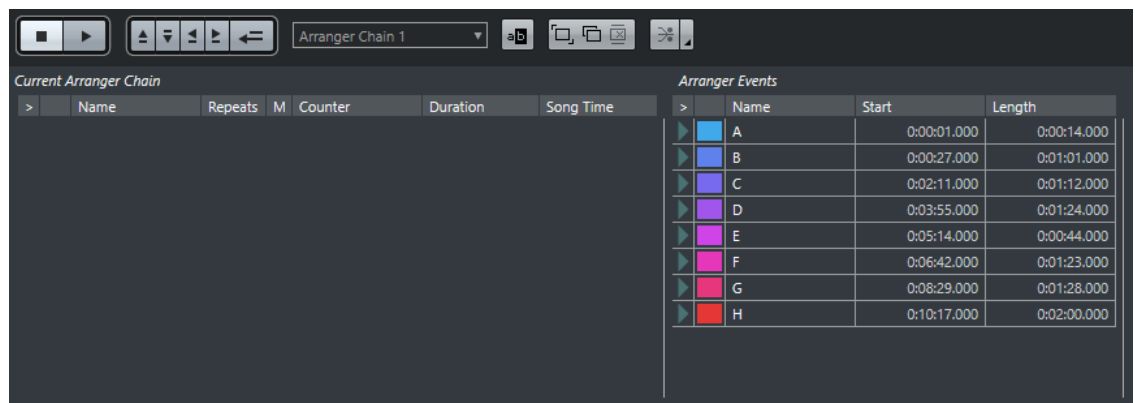 Arranger Chain 1
ab
Current Arranger Chain
Arranger Events
> Name Repeats M Counter Duration Song Time
> Name Start Length
A 0:00:01.000 0:00:14.000
B 0:00:27.000 0:01:01.000
C 0:02:11.000 0:01:12.000
D 0:03:55.000 0:01:24.000
E 0:05:14.000 0:00:44.000
F 0:06:42.000 0:01:23.000
G 0:08:29.000 0:01:28.000
H 0:10:17.000 0:02:00.000